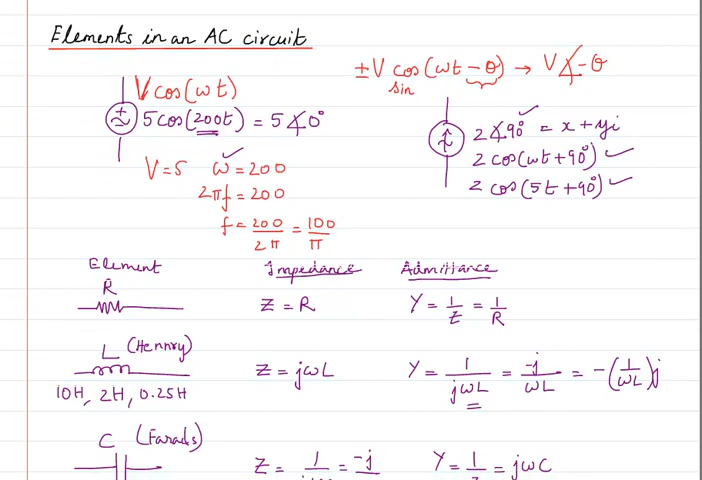 Elements in an AC circuit
±V cos(ωt − θ) → V∡−θ
sin
V cos(ωt)
5 cos(200t) = 5∡0°
V=5 ω = 200
2πf = 200
f = 200/2π = 100/π
2∡90° = x + yi
2 cos(ωt + 90°)
2 cos(5t + 90°)
Element Impedance Admittance
R
Z = R Y = 1/Z = 1/R
L (Hennry)
Z = jωL Y = 1/jωL = -j/ωL = -(1/ωL)j
10H, 2H, 0.25H
C (Farads)
Z = 1/ = -j/ Y = 1/ = jωC